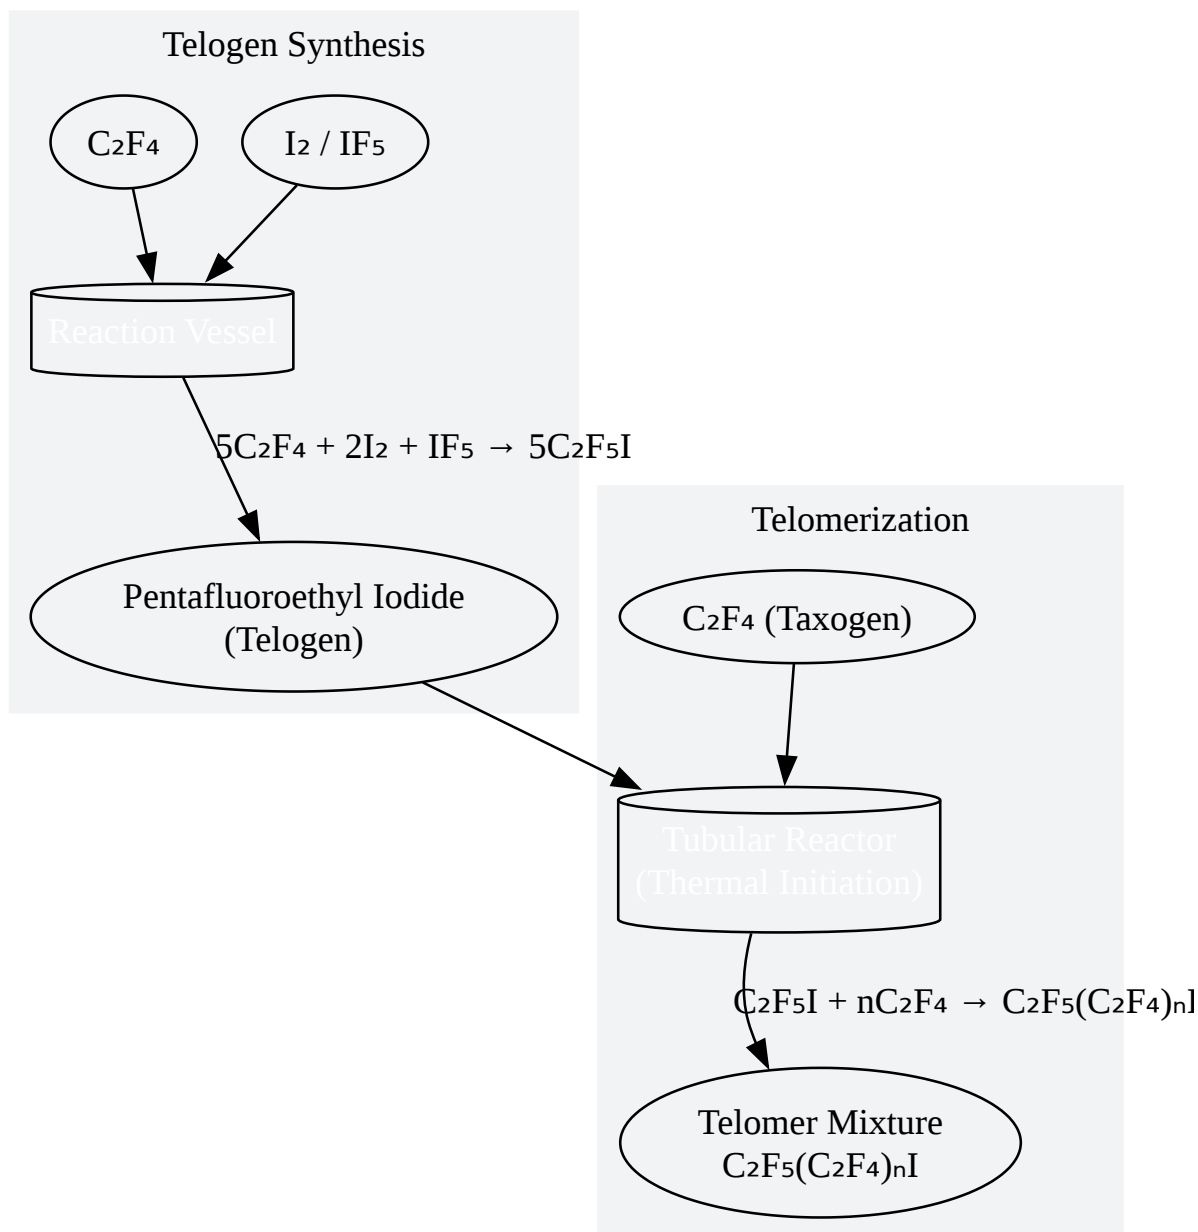 Telogen Synthesis
C₂F₄
I₂ / IF₅
Reaction Vessel
5C₂F₄ + 2I₂ + IF₅ → 5C₂F₅I
Pentafluoroethyl Iodide
(Telogen)
Telomerization
C₂F₄ (Taxogen)
Tubular Reactor
(Thermal Initiation)
C₂F₅I + nC₂F₄ → C₂F₅(C₂F₄)ₙI
Telomer Mixture
C₂F₅(C₂F₄)ₙI